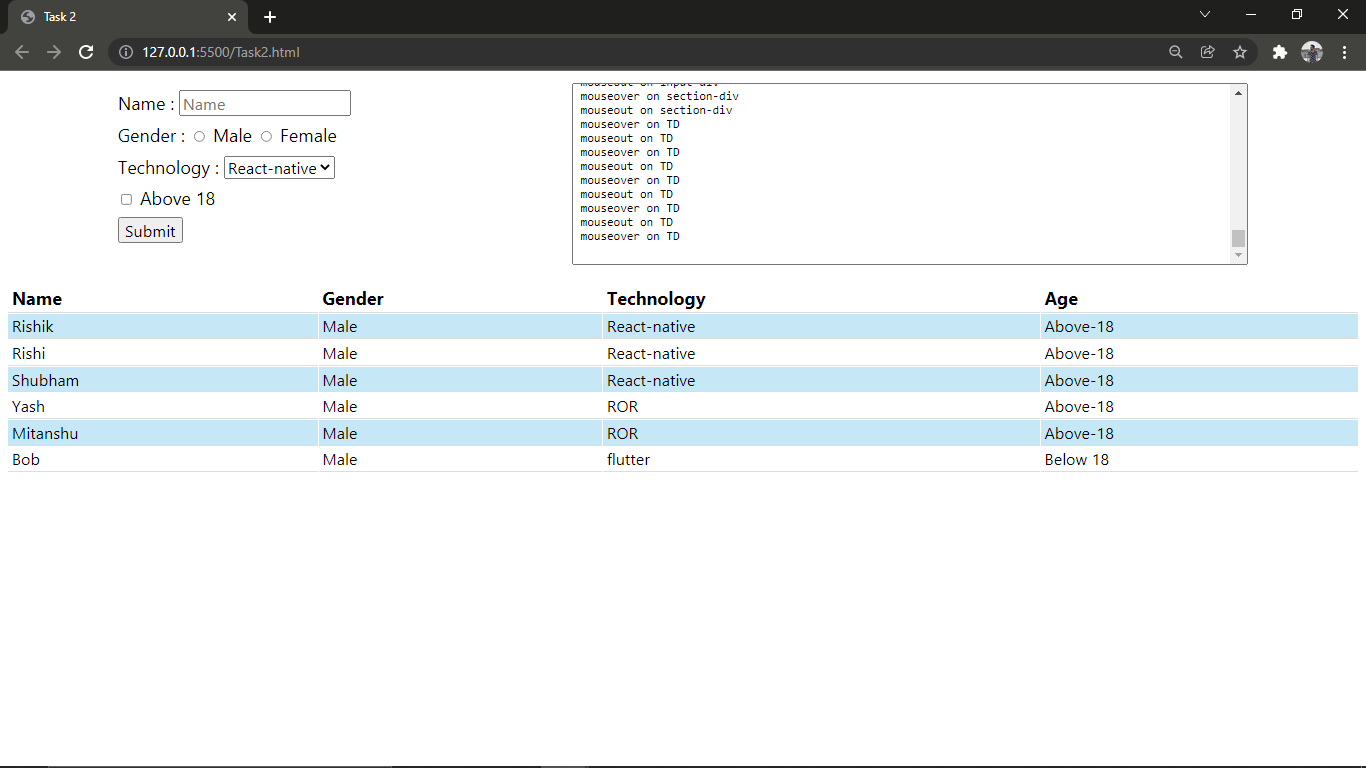 Task 2
127.0.0.1:5500/Task2.html
Name : Name
Gender : Male Female
Technology : React-native
Above 18
Submit
mouseout on input-div
mouseover on section-div
mouseout on section-div
mouseover on TD
mouseout on TD
mouseover on TD
mouseout on TD
mouseover on TD
mouseout on TD
mouseover on TD
mouseout on TD
mouseover on TD
Name Gender Technology Age
Rishik Male React-native Above-18
Rishi Male React-native Above-18
Shubham Male React-native Above-18
Yash Male ROR Above-18
Mitanshu Male ROR Above-18
Bob Male flutter Below 18